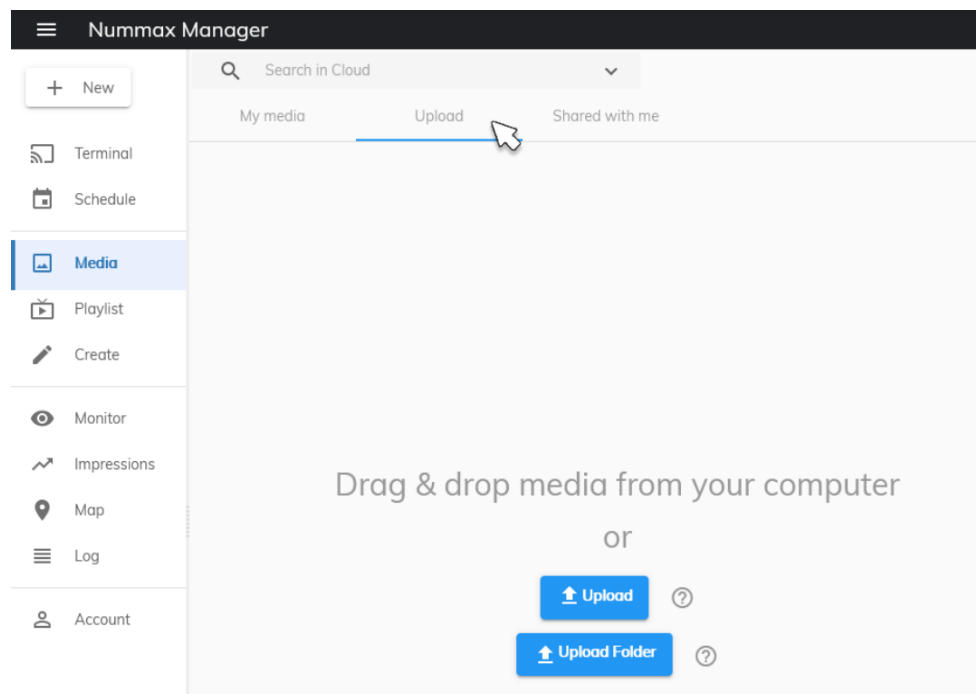 Nummax Manager
New
Search in Cloud
My media
Upload
Shared with me
Terminal
Schedule
Media
Playlist
Create
Monitor
Impressions
Map
Log
Account
Drag & drop media from your computer
or
Upload
Upload Folder